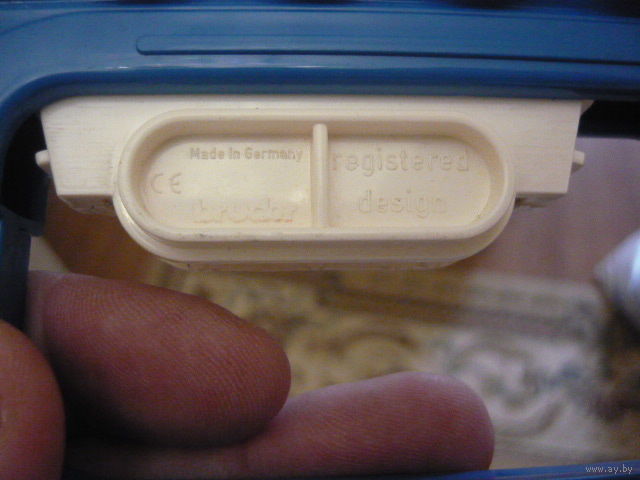 Made in Germany
CE
bruder
registered
design
www.ay.by